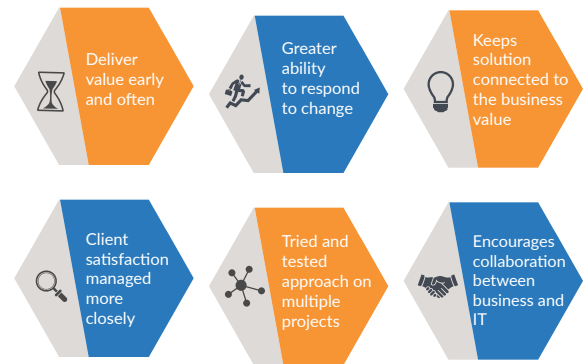 Deliver
value early
and often
Greater
ability
to respond
to change
Keeps
solution
connected to
the business
value
Client
satisfaction
managed
more
closely
Tried and
tested
approach on
multiple
projects
Encourages
collaboration
between
business and
IT